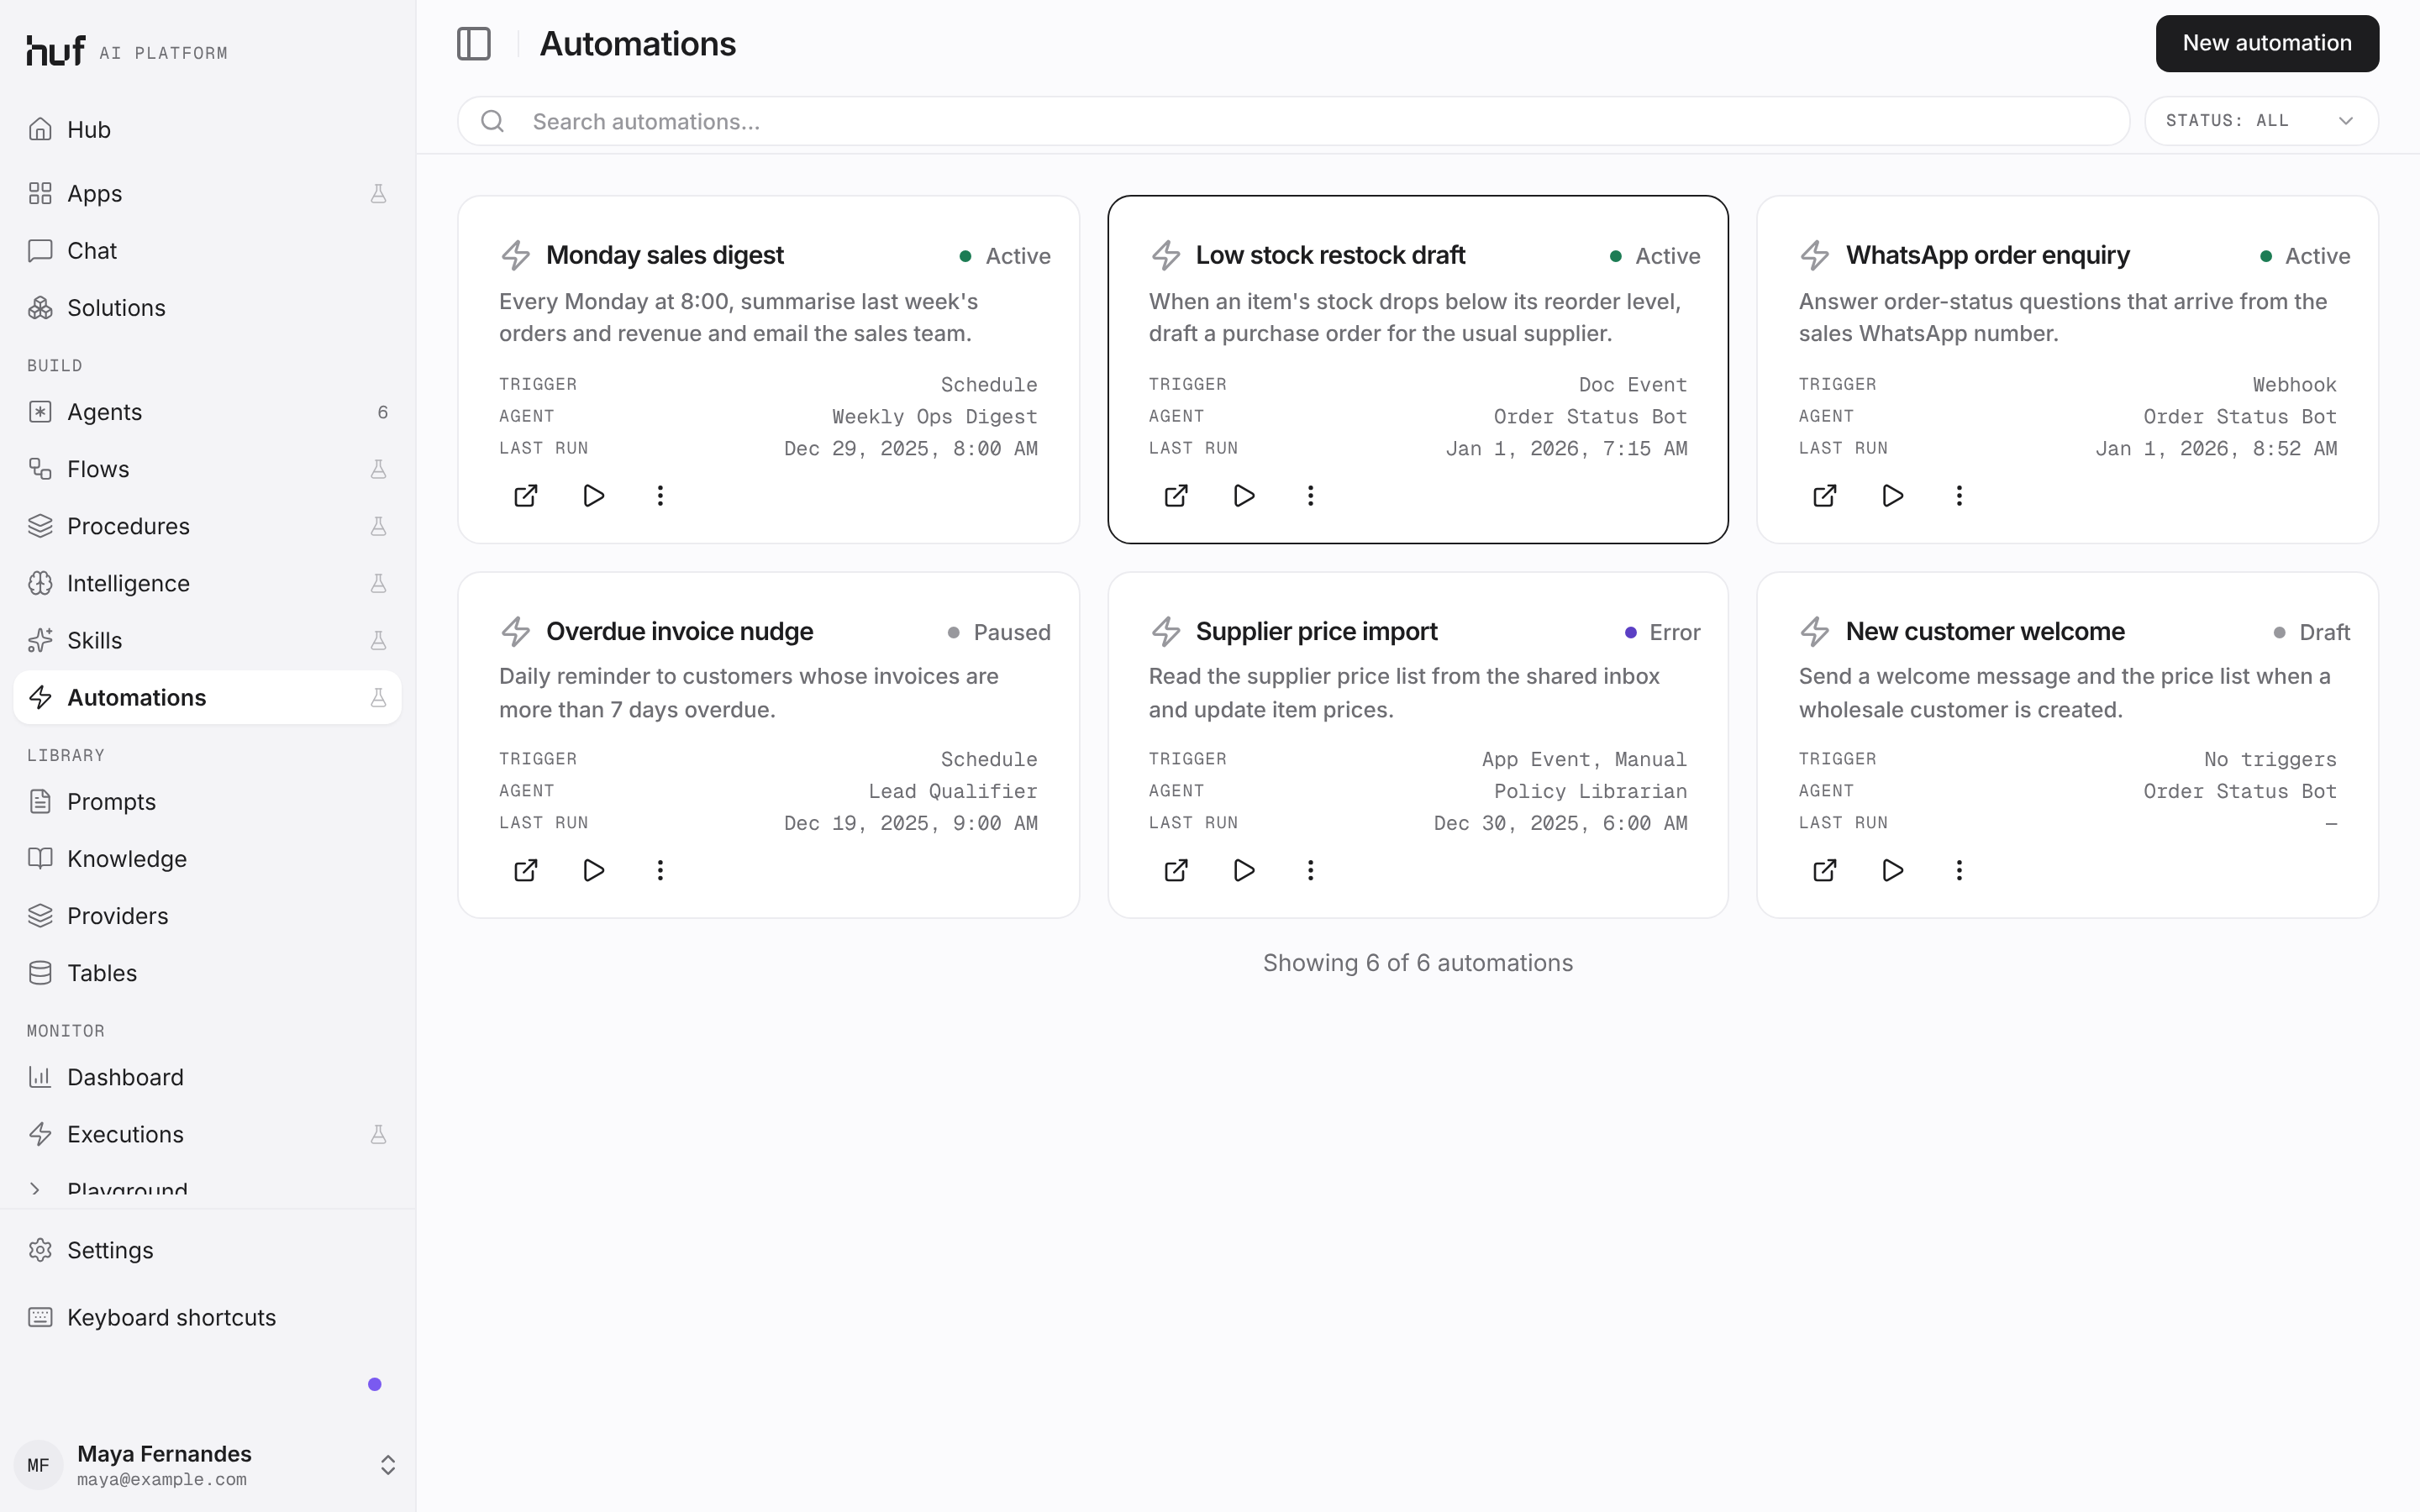 huf AI PLATFORM
Hub
Apps
Chat
Solutions
BUILD
Agents 6
Flows
Procedures
Intelligence
Skills
Automations
LIBRARY
Prompts
Knowledge
Providers
Tables
MONITOR
Dashboard
Executions
Playground
Settings
Keyboard shortcuts
MF
Maya Fernandes
maya@example.com
Automations
New automation
Search automations...
STATUS: ALL
Monday sales digest
Active
Every Monday at 8:00, summarise last week's
orders and revenue and email the sales team.
TRIGGER Schedule
AGENT Weekly Ops Digest
LAST RUN Dec 29, 2025, 8:00 AM
Low stock restock draft
Active
When an item's stock drops below its reorder level,
draft a purchase order for the usual supplier.
TRIGGER Doc Event
AGENT Order Status Bot
LAST RUN Jan 1, 2026, 7:15 AM
WhatsApp order enquiry
Active
Answer order-status questions that arrive from the
sales WhatsApp number.
TRIGGER Webhook
AGENT Order Status Bot
LAST RUN Jan 1, 2026, 8:52 AM
Overdue invoice nudge
Paused
Daily reminder to customers whose invoices are
more than 7 days overdue.
TRIGGER Schedule
AGENT Lead Qualifier
LAST RUN Dec 19, 2025, 9:00 AM
Supplier price import
Error
Read the supplier price list from the shared inbox
and update item prices.
TRIGGER App Event, Manual
AGENT Policy Librarian
LAST RUN Dec 30, 2025, 6:00 AM
New customer welcome
Draft
Send a welcome message and the price list when a
wholesale customer is created.
TRIGGER No triggers
AGENT Order Status Bot
LAST RUN —
Showing 6 of 6 automations